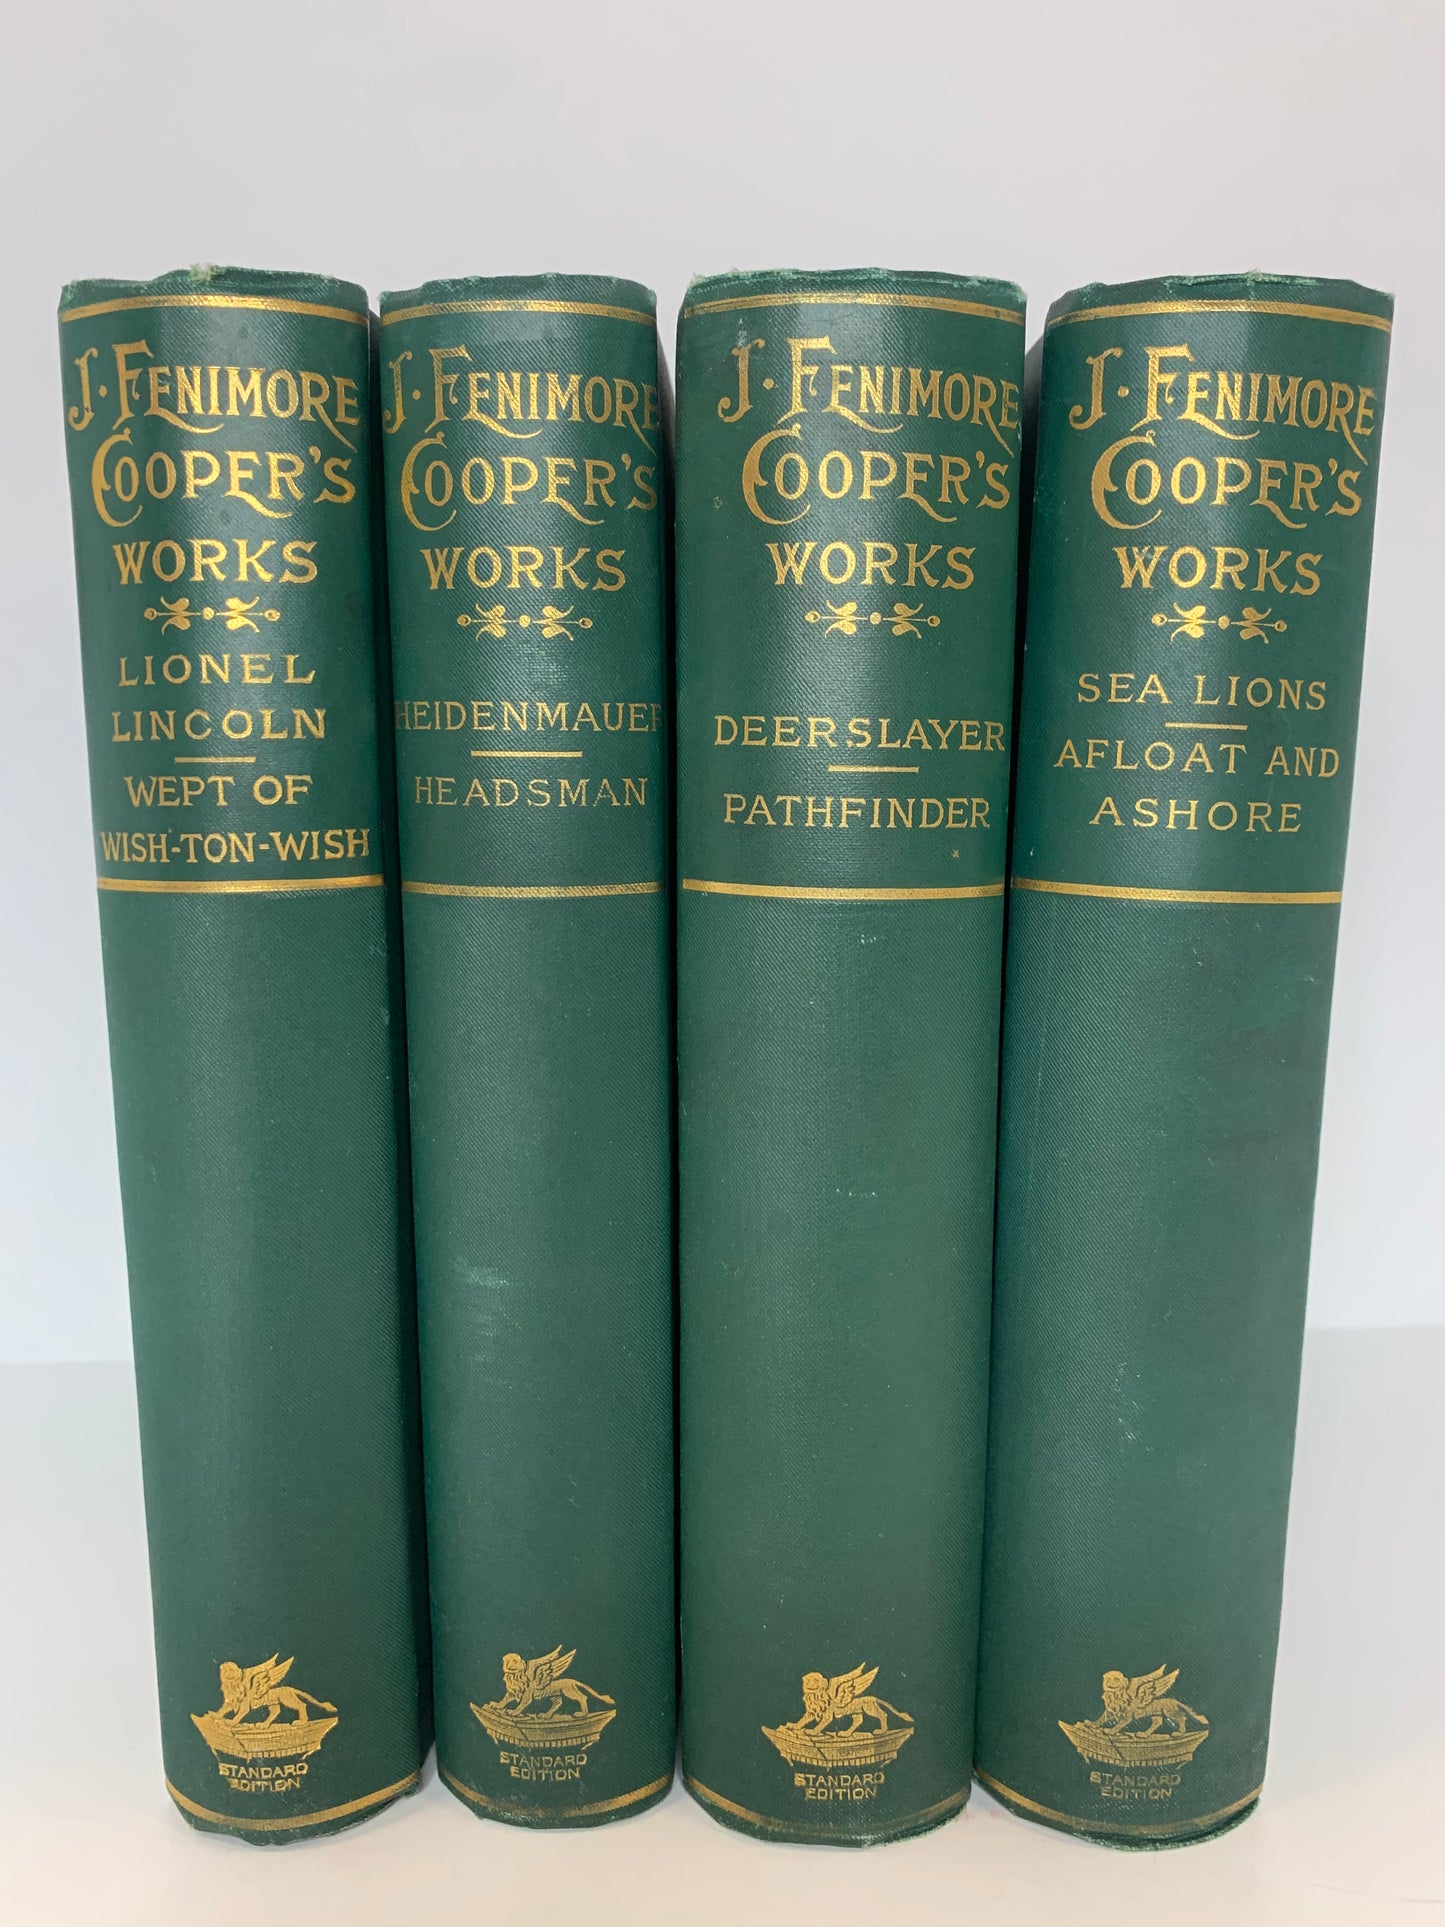 J. FENIMORE
COOPER'S
WORKS
LIONEL
LINCOLN
WEPT OF
WISH-TON-WISH
STANDARD
EDITION
J. FENIMORE
COOPER'S
WORKS
HEIDENMAUER
HEADSMAN
STANDARD
EDITION
J. FENIMORE
COOPER'S
WORKS
DEERSLAYER
PATHFINDER
STANDARD
EDITION
J. FENIMORE
COOPER'S
WORKS
SEA LIONS
AFLOAT AND
ASHORE
STANDARD
EDITION